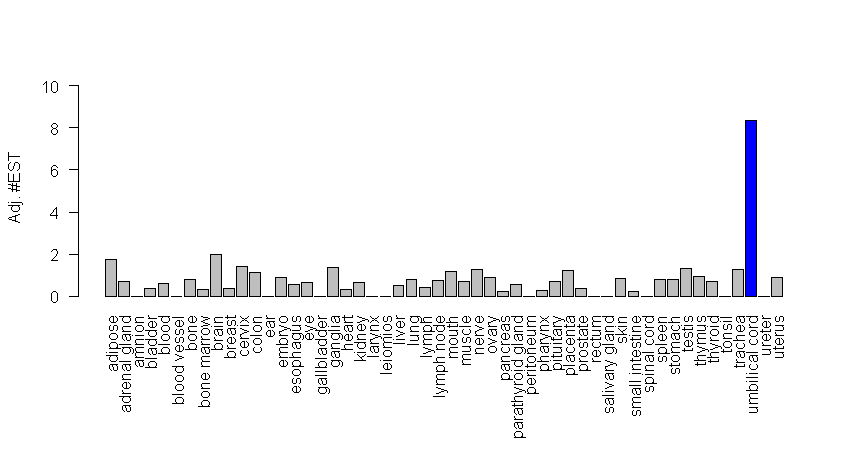 10
8
6
4
2
0
Adj. #EST
adipose
adrenal gland
amnion
bladder
blood
blood vessel
bone
bone marrow
brain
breast
cervix
colon
ear
embryo
esophagus
eye
gallbladder
ganglia
heart
kidney
larynx
leiomios
liver
lung
lymph
lymph node
mouth
muscle
nerve
ovary
pancreas
parathyroid gland
peritoneum
pharynx
pituitary
placenta
prostate
rectum
salivary gland
skin
small intestine
spinal cord
spleen
stomach
testis
thymus
thyroid
tonsil
trachea
umbilical cord
ureter
uterus